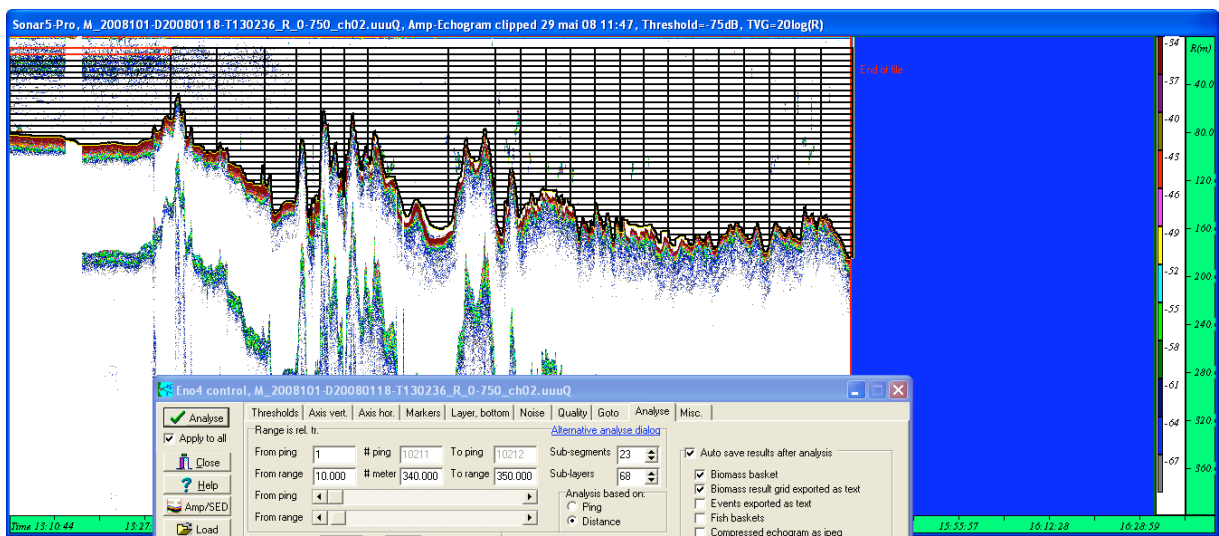 Sonar5-Pro, M_2008101-D20080118-T130236_R_0-750_ch02.uuuQ, Amp-Echogram clipped 29 mai 08 11:47, Threshold=-75dB, TVG=20log(R)
End of file
-34
-37
-40
-43
-46
-49
-52
-55
-58
-61
-64
-67
R(m)
40.0
80.0
120.
160.
200.
240.
280.
320.
360.
Eno4 control, M_2008101-D20080118-T130236_R_0-750_ch02.uuuQ
Analyse
Apply to all
Close
Help
Amp/SED
Load
Thresholds Axis vert. Axis hor. Markers Layer, bottom Noise Quality Goto Analyse Misc.
Range is rel. tr.
Alternative analyse dialog
From ping 1 # ping 10211 To ping 10212 Sub-segments 23
From range 10.000 # meter 340.000 To range 350.000 Sub-layers 68
From ping
From range
Analysis based on:
Ping
Distance
Auto save results after analysis
Biomass basket
Biomass result grid exported as text
Events exported as text
Fish baskets
Compressed echogram as jpeg
Time 13:10:44 13:27: 15:55:57 16:12:28 16:28:59